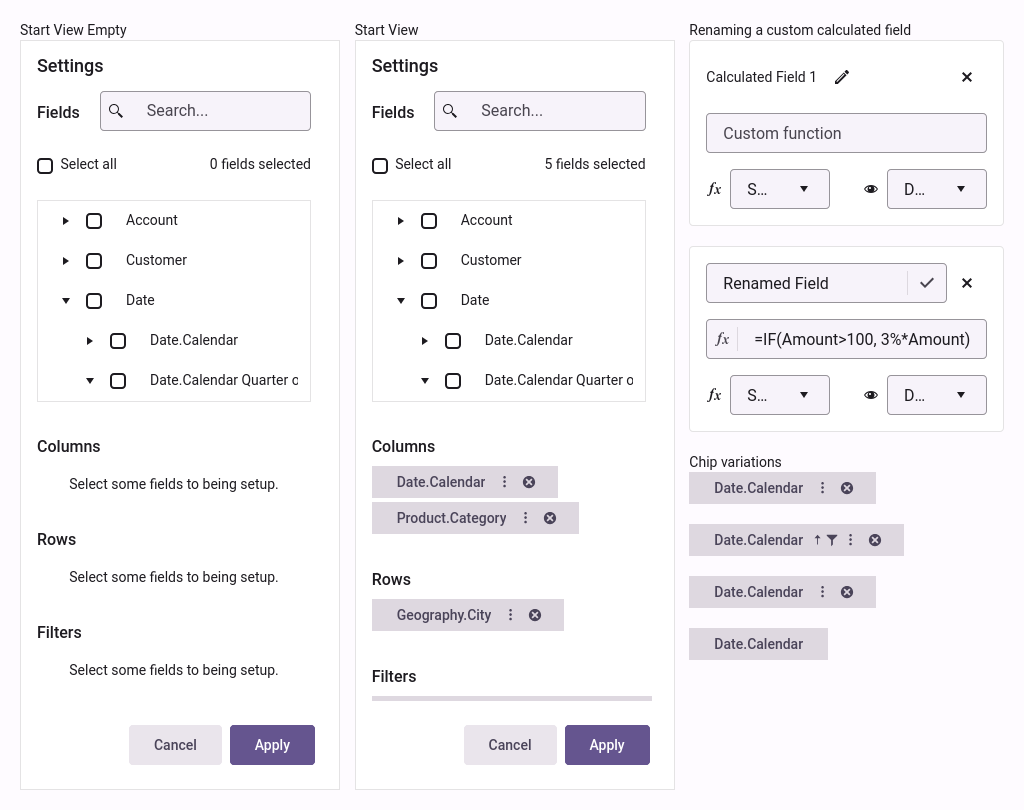 Start View Empty
Settings
Fields
Search...
Select all
0 fields selected
Account
Customer
Date
Date.Calendar
Date.Calendar Quarter o
Columns
Select some fields to being setup.
Rows
Select some fields to being setup.
Filters
Select some fields to being setup.
Cancel
Apply
Start View
Settings
Fields
Search...
Select all
5 fields selected
Account
Customer
Date
Date.Calendar
Date.Calendar Quarter o
Columns
Date.Calendar
Product.Category
Rows
Geography.City
Filters
Cancel
Apply
Renaming a custom calculated field
Calculated Field 1
Custom function
fx S... D...
Renamed Field
fx =IF(Amount>100, 3%*Amount)
fx S... D...
Chip variations
Date.Calendar
Date.Calendar
Date.Calendar
Date.Calendar